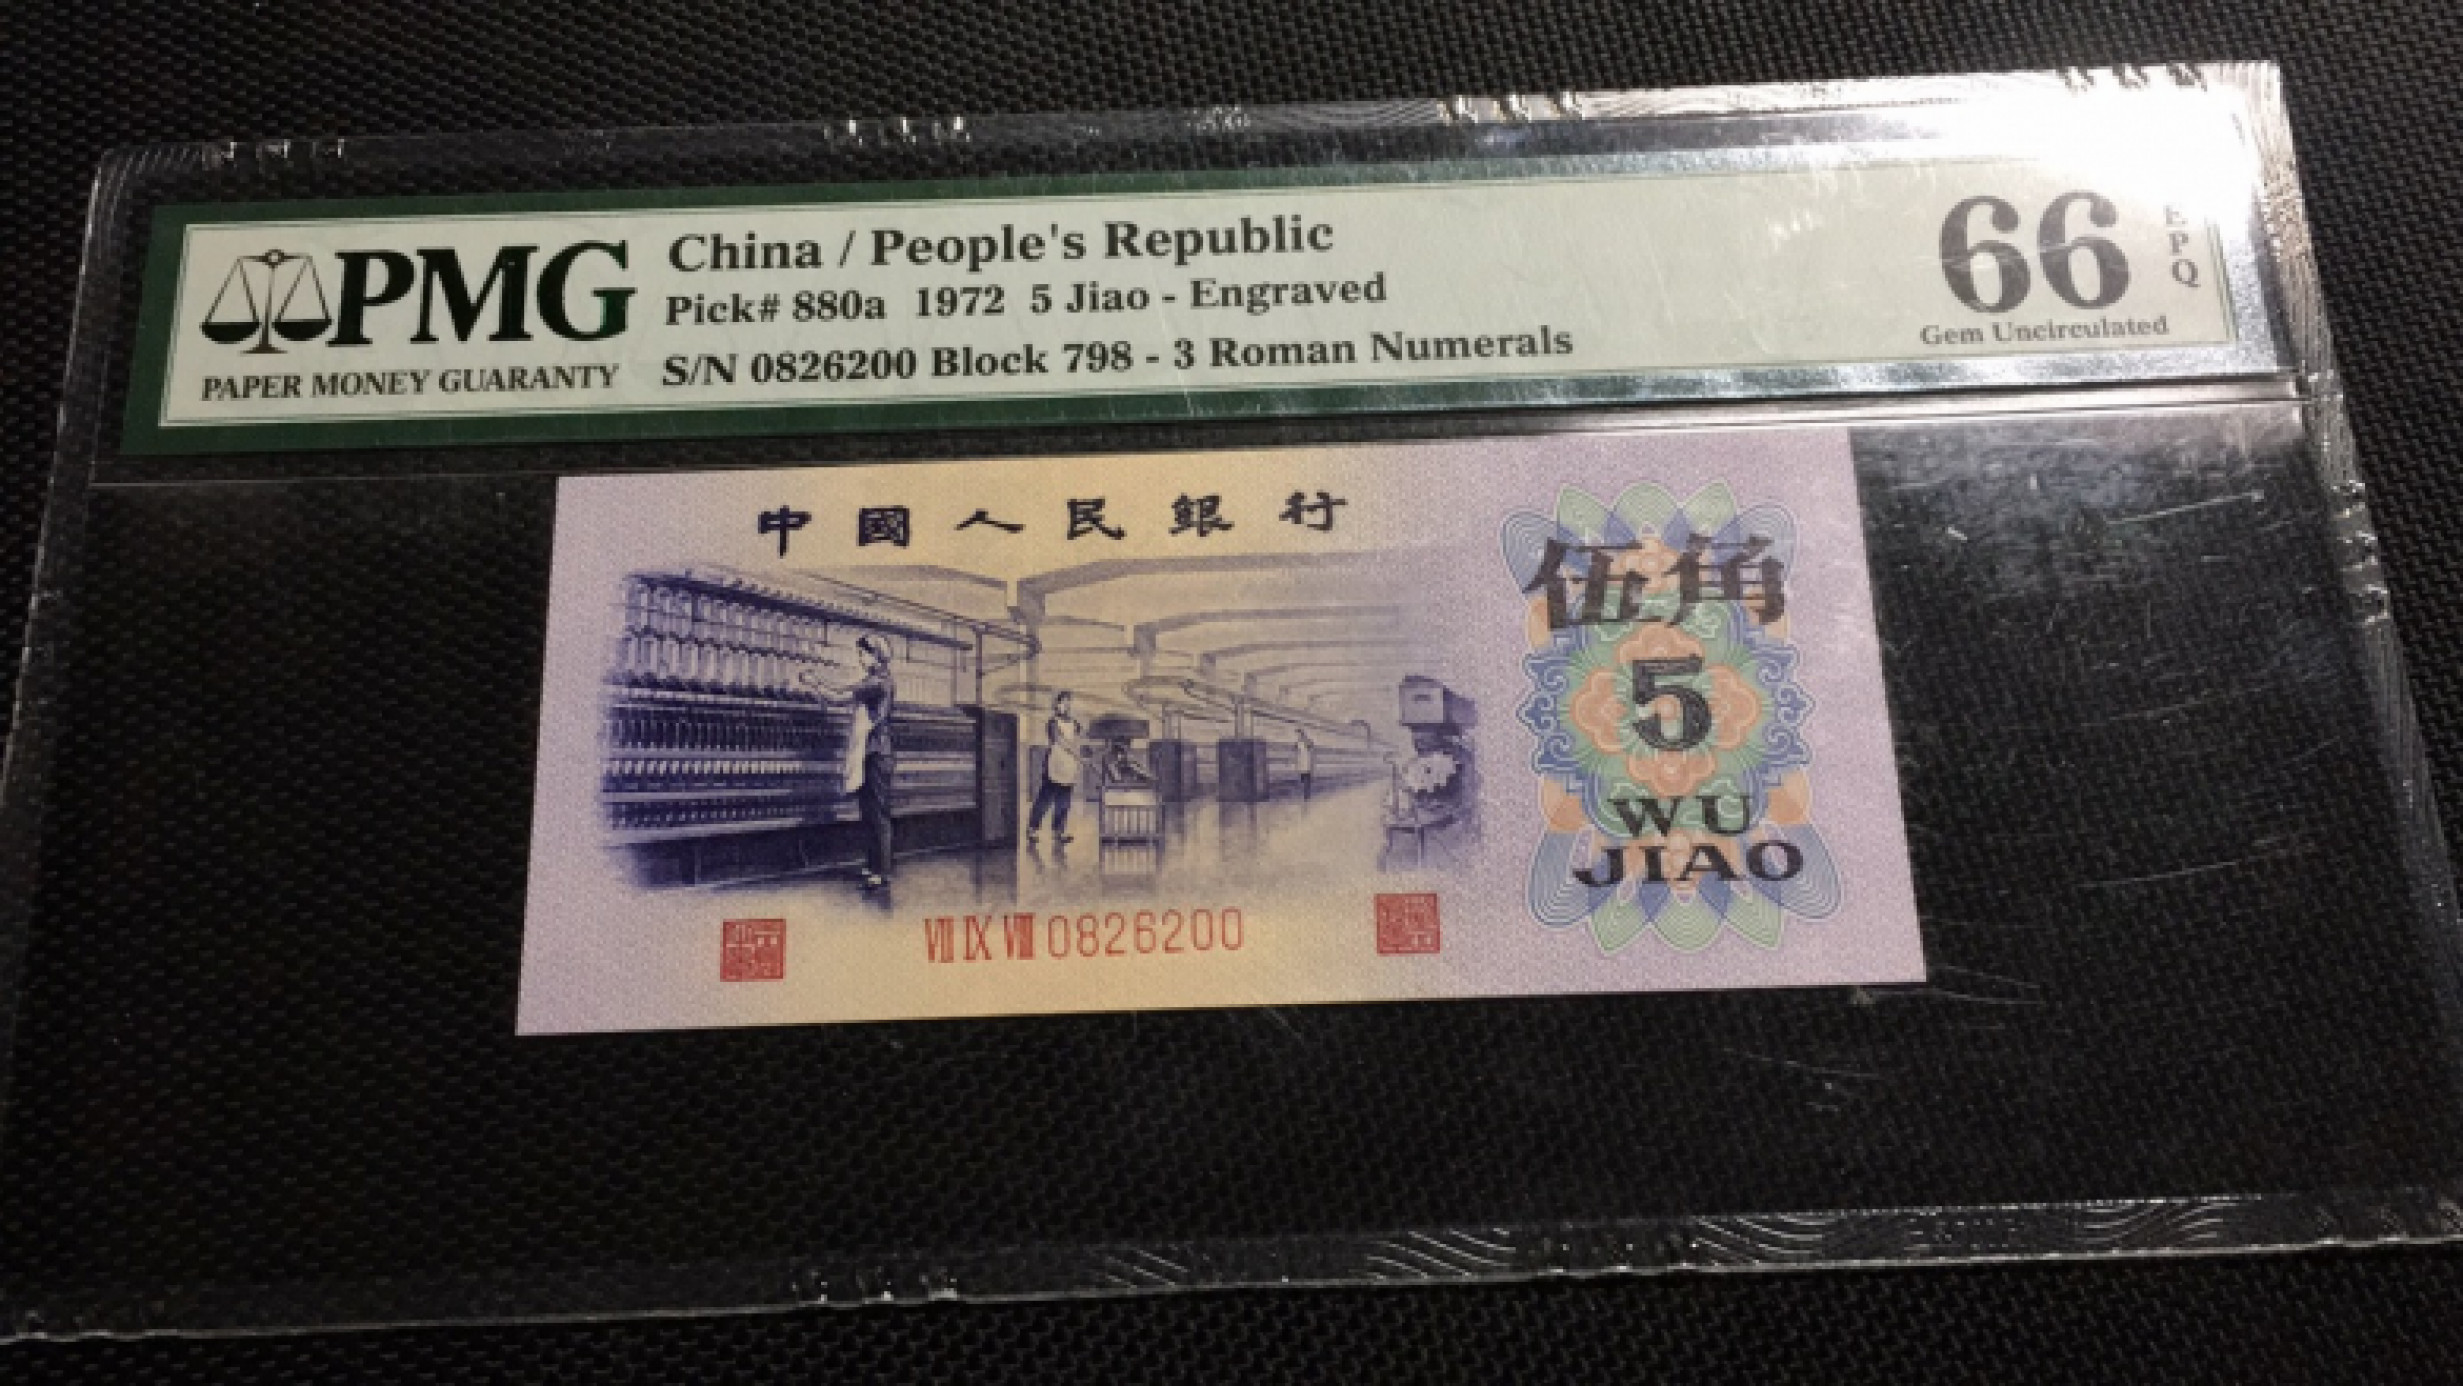 PMG
PAPER MONEY GUARANTY
China / People's Republic
Pick# 880a 1972 5 Jiao - Engraved
S/N 0826200 Block 798 - 3 Roman Numerals
66
EPQ
Gem Uncirculated
中國人民銀行
伍角
5
WU
JIAO
Ⅶ Ⅸ Ⅷ 0826200